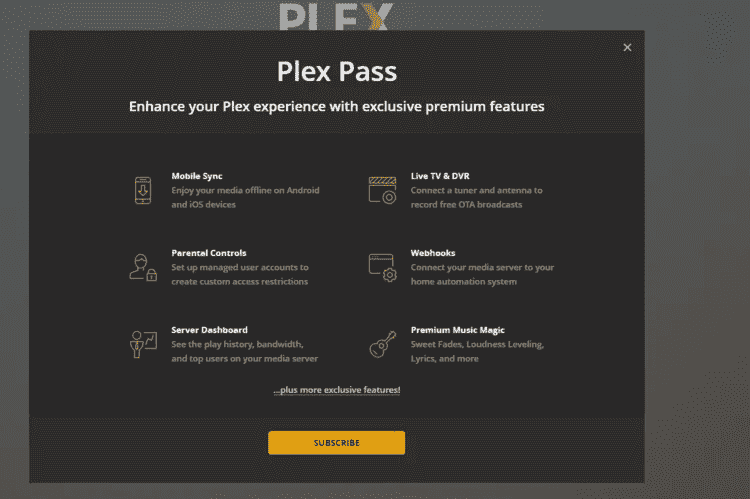 PLEX
Plex Pass
Enhance your Plex experience with exclusive premium features
Mobile Sync
Enjoy your media offline on Android
and iOS devices
Live TV & DVR
Connect a tuner and antenna to
record free OTA broadcasts
Parental Controls
Set up managed user accounts to
create custom access restrictions
Webhooks
Connect your media server to your
home automation system
Server Dashboard
See the play history, bandwidth,
and top users on your media server
Premium Music Magic
Sweet Fades, Loudness Leveling,
Lyrics, and more
...plus more exclusive features!
SUBSCRIBE